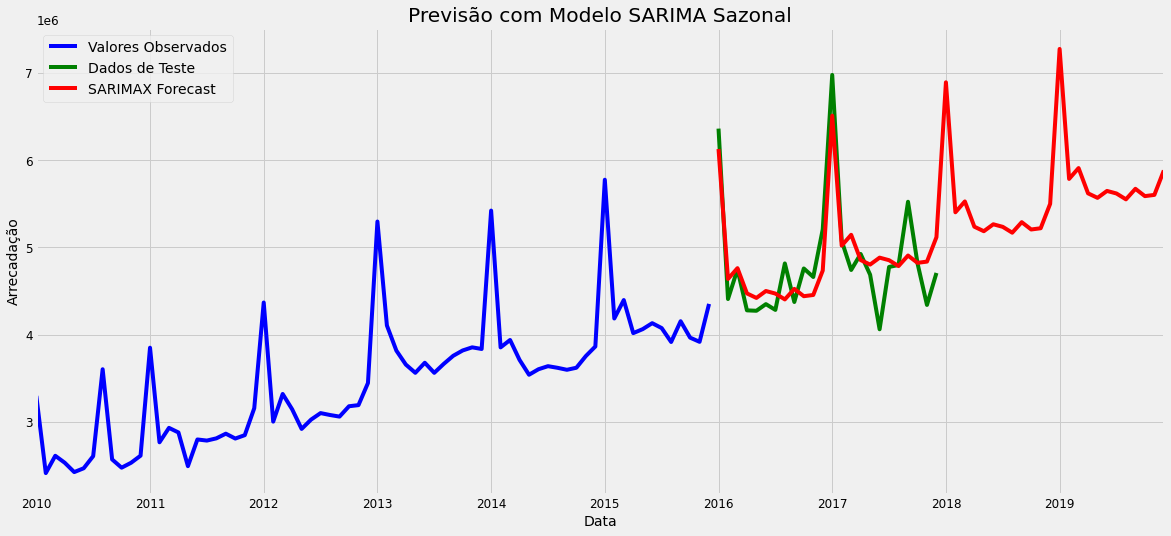 Previsão com Modelo SARIMA Sazonal
1e6
Valores Observados
Dados de Teste
SARIMAX Forecast
7
6
5
4
3
Arrecadação
2010 2011 2012 2013 2014 2015 2016 2017 2018 2019
Data